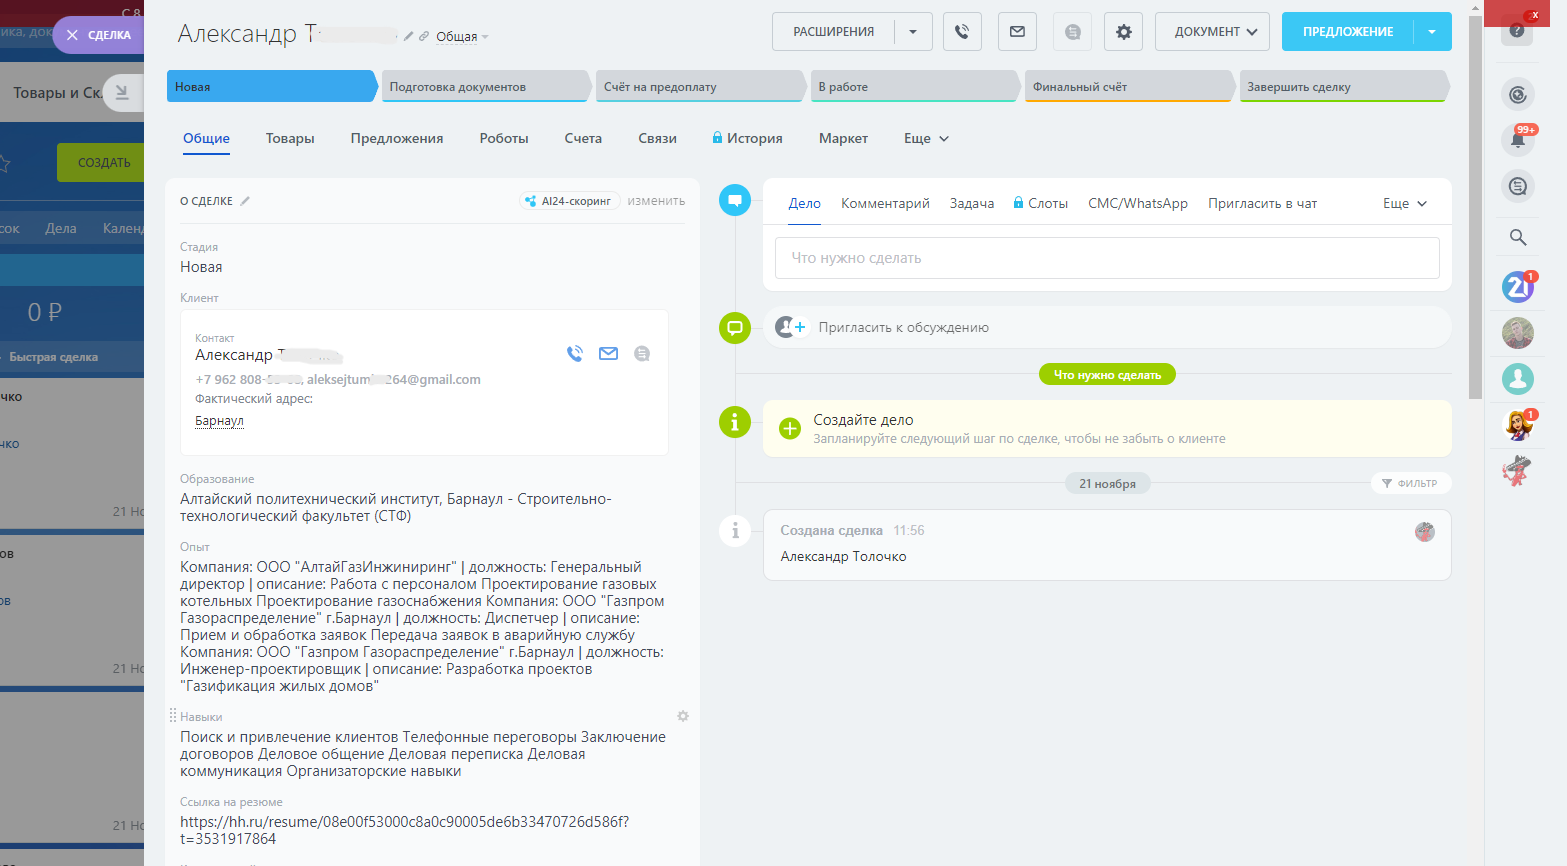 С 8
ика, док
СДЕЛКА
Товары и Ск
СОЗДАТЬ
сок Дела Календ
0 ₽
Быстрая сделка
чко
чко
21 Но
ов
ов
21 Но
21 Но
Александр Т
Общая
РАСШИРЕНИЯ
ДОКУМЕНТ
ПРЕДЛОЖЕНИЕ
Новая
Подготовка документов
Счёт на предоплату
В работе
Финальный счёт
Завершить сделку
Общие Товары Предложения Роботы Счета Связи История Маркет Еще
О СДЕЛКЕ
AI24-скоринг изменить
Стадия
Новая
Клиент
Контакт
Александр Т ...
+7 962 808- , aleksejtum 264@gmail.com
Фактический адрес:
Барнаул
Образование
Алтайский политехнический институт, Барнаул - Строительно-
технологический факультет (СТФ)
Опыт
Компания: ООО "АлтайГазИнжиниринг" | должность: Генеральный
директор | описание: Работа с персоналом Проектирование газовых
котельных Проектирование газоснабжения Компания: ООО "Газпром
Газораспределение" г.Барнаул | должность: Диспетчер | описание:
Прием и обработка заявок Передача заявок в аварийную службу
Компания: ООО "Газпром Газораспределение" г.Барнаул | должность:
Инженер-проектировщик | описание: Разработка проектов
"Газификация жилых домов"
Навыки
Поиск и привлечение клиентов Телефонные переговоры Заключение
договоров Деловое общение Деловая переписка Деловая
коммуникация Организаторские навыки
Ссылка на резюме
https://hh.ru/resume/08e00f53000c8a0c90005de6b33470726d586f?
t=3531917864
Дело Комментарий Задача Слоты СМС/WhatsApp Пригласить в чат Еще
Что нужно сделать
Пригласить к обсуждению
Что нужно сделать
Создайте дело
Запланируйте следующий шаг по сделке, чтобы не забыть о клиенте
21 ноября
ФИЛЬТР
Создана сделка 11:56
Александр Толочко
x
?
99+
21
1
1